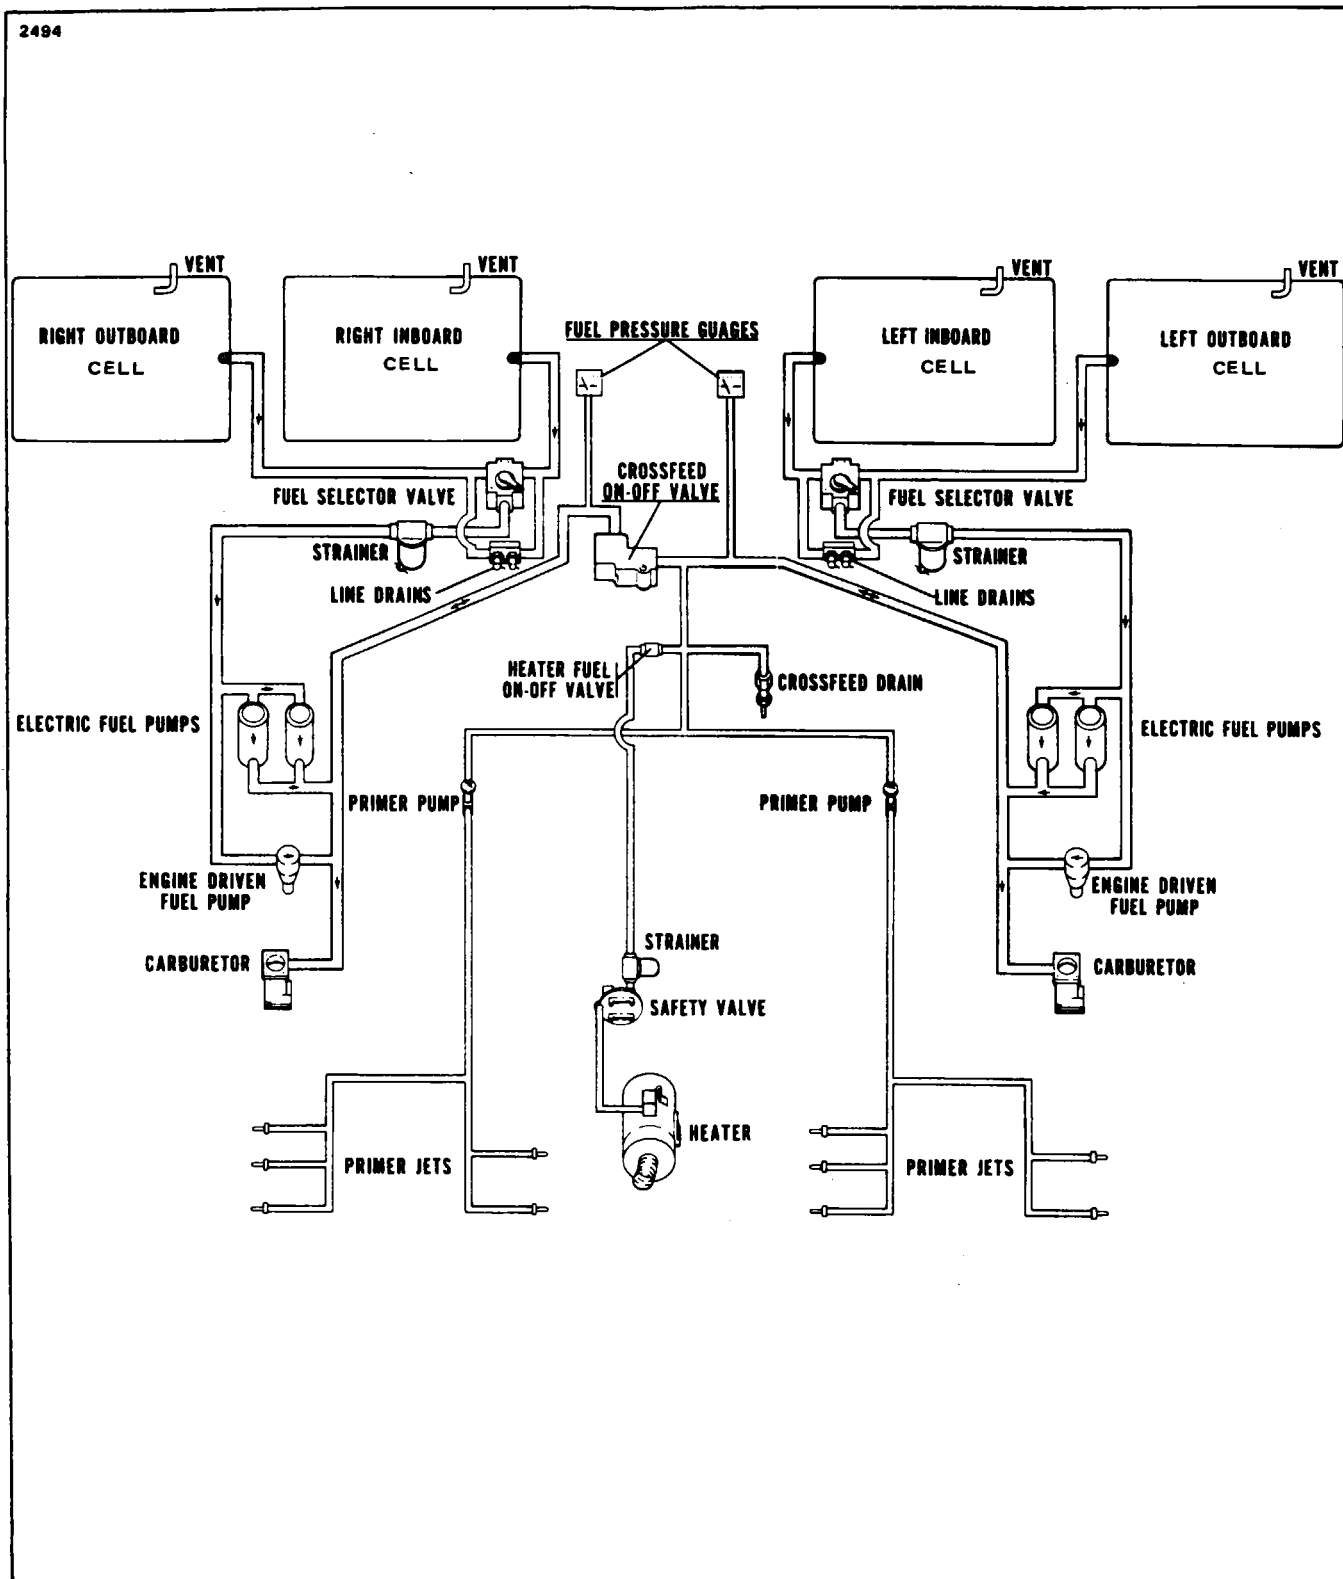 2494
VENT
VENT
VENT
VENT
RIGHT OUTBOARD
CELL
RIGHT INBOARD
CELL
FUEL PRESSURE GUAGES
LEFT INBOARD
CELL
LEFT OUTBOARD
CELL
CROSSFEED
ON-OFF VALVE
FUEL SELECTOR VALVE
FUEL SELECTOR VALVE
STRAINER
STRAINER
LINE DRAINS
LINE DRAINS
HEATER FUEL
ON-OFF VALVE
CROSSFEED DRAIN
ELECTRIC FUEL PUMPS
ELECTRIC FUEL PUMPS
PRIMER PUMP
PRIMER PUMP
ENGINE DRIVEN
FUEL PUMP
ENGINE DRIVEN
FUEL PUMP
STRAINER
CARBURETOR
CARBURETOR
SAFETY VALVE
HEATER
PRIMER JETS
PRIMER JETS